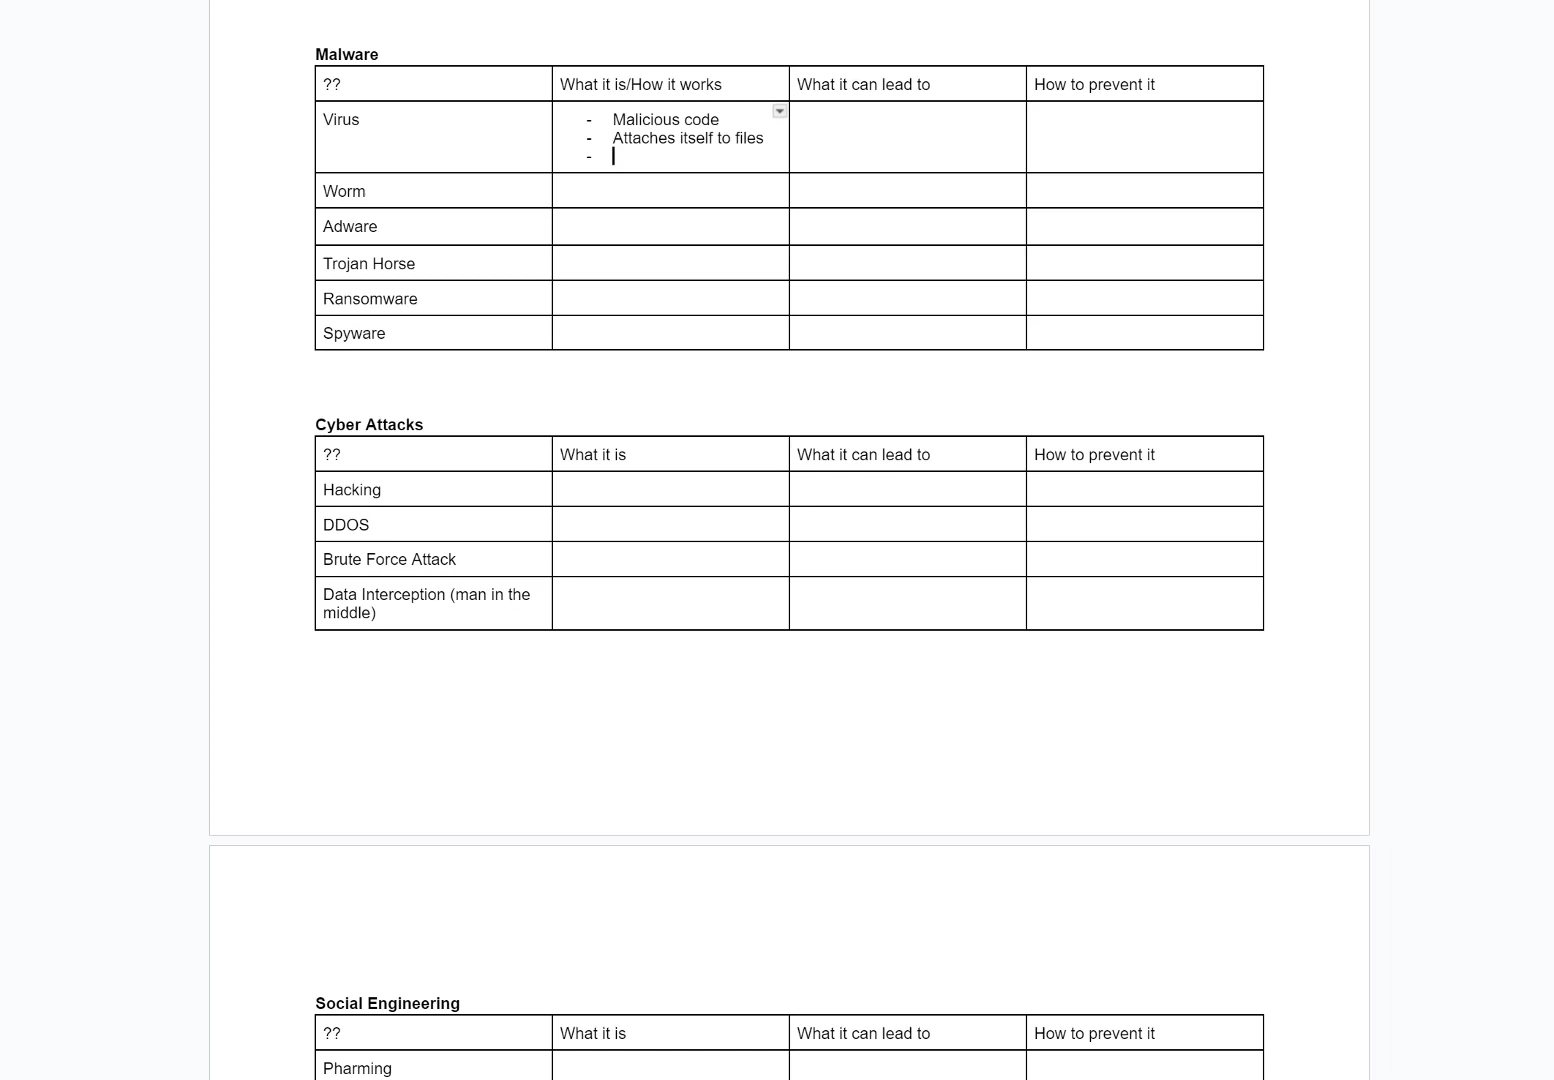 Malware
?? What it is/How it works What it can lead to How to prevent it
Virus
- Malicious code
- Attaches itself to files
-
Worm
Adware
Trojan Horse
Ransomware
Spyware
Cyber Attacks
?? What it is What it can lead to How to prevent it
Hacking
DDOS
Brute Force Attack
Data Interception (man in the
middle)
Social Engineering
?? What it is What it can lead to How to prevent it
Pharming